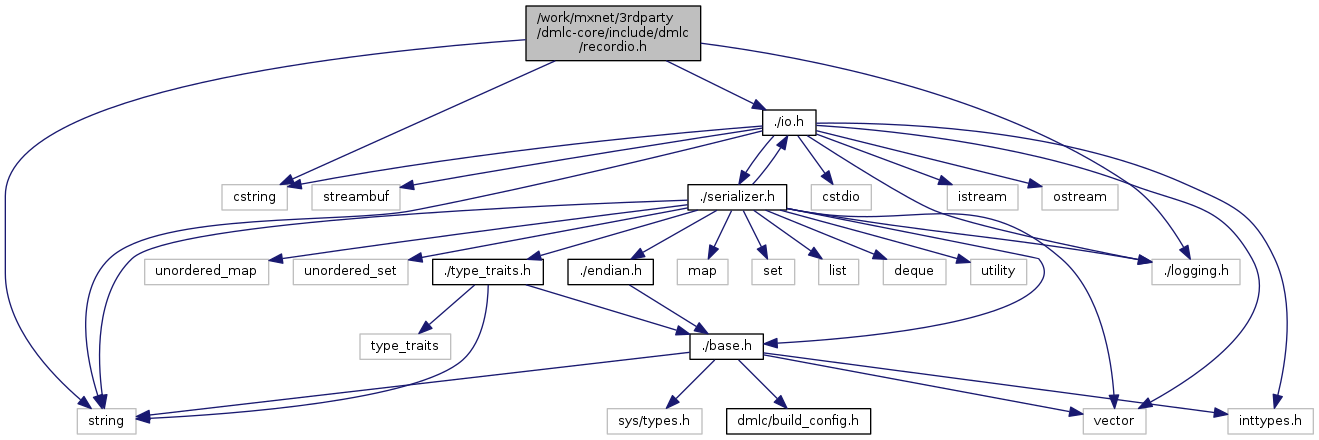 /work/mxnet/3rdparty
/dmlc-core/include/dmlc
/recordio.h
./io.h
cstring
streambuf
./serializer.h
cstdio
istream
ostream
unordered_map
unordered_set
./type_traits.h
./endian.h
map
set
list
deque
utility
./logging.h
type_traits
./base.h
string
sys/types.h
dmlc/build_config.h
vector
inttypes.h